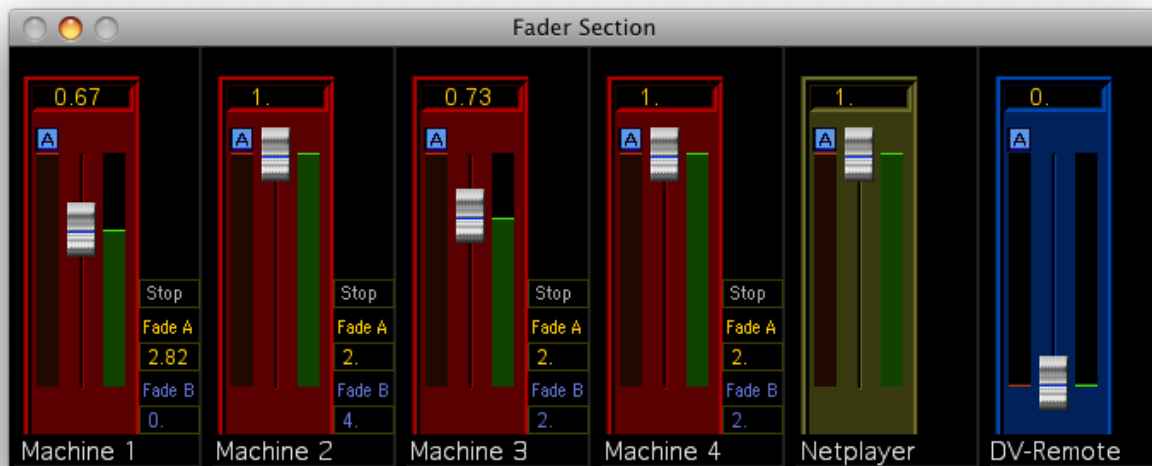 Fader Section
0.67
A
Stop
Fade A
2.82
Fade B
0.
Machine 1
1.
A
Stop
Fade A
2.
Fade B
4.
Machine 2
0.73
A
Stop
Fade A
2.
Fade B
2.
Machine 3
1.
A
Stop
Fade A
2.
Fade B
2.
Machine 4
1.
A
Netplayer
0.
A
DV-Remote